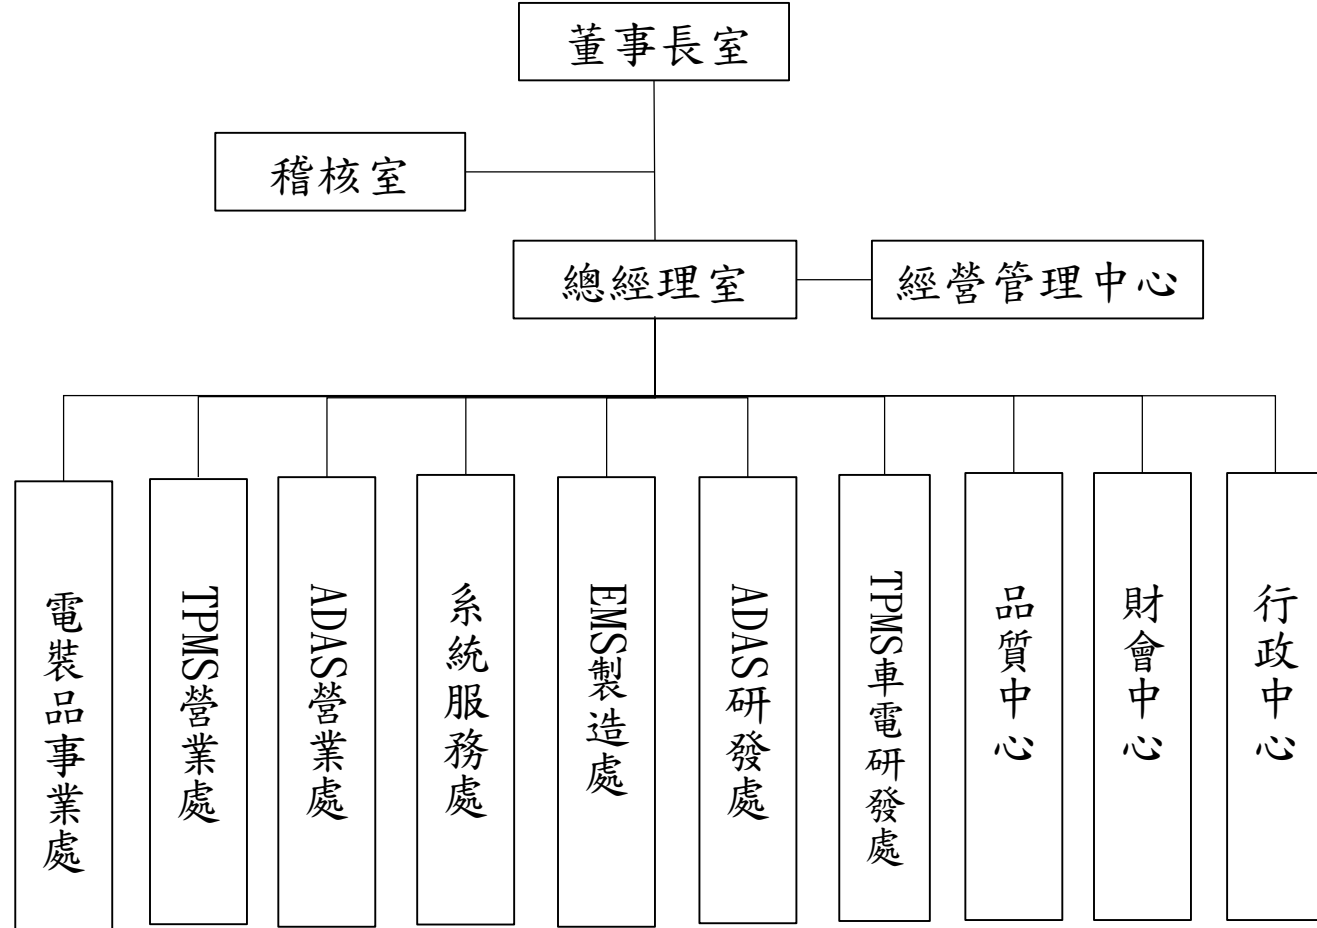 董事長室
稽核室
總經理室
經營管理中心
電裝品事業處
TPMS營業處
ADAS營業處
系統服務處
EMS製造處
ADAS研發處
TPMS車電研發處
品質中心
財會中心
行政中心